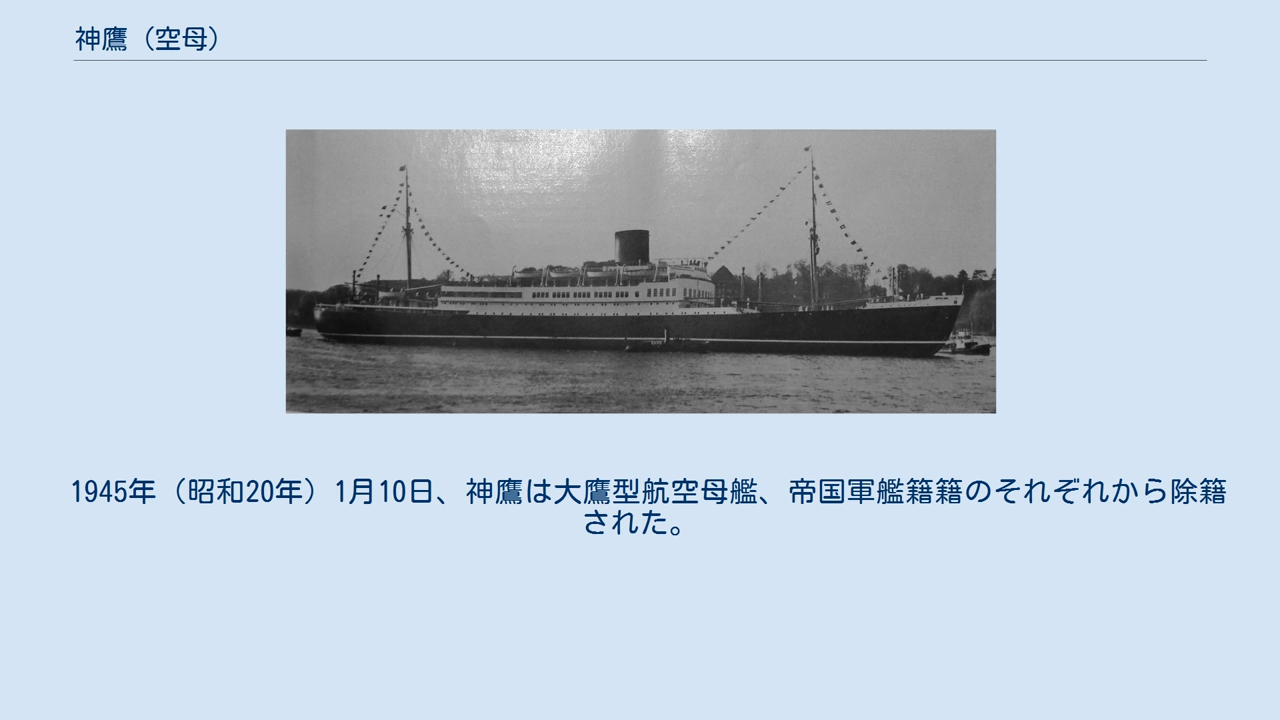 神鷹（空母）
1945年（昭和20年）1月10日、神鷹は大鷹型航空母艦、帝国軍艦籍籍のそれぞれから除籍
された。